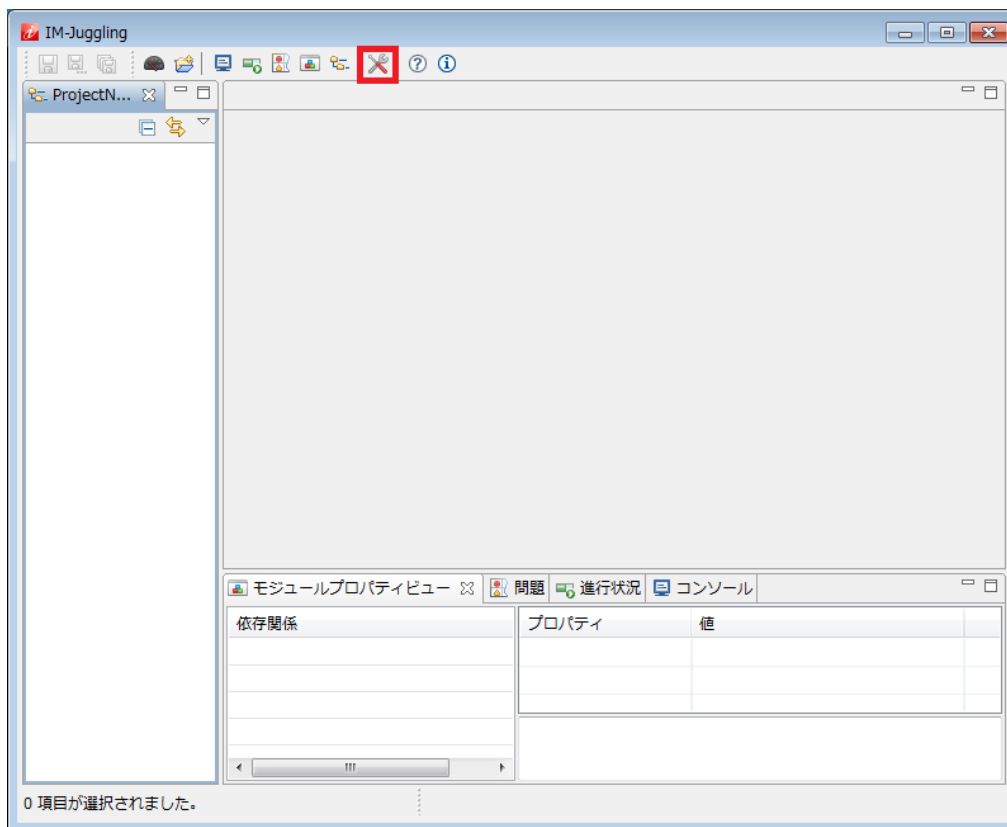 IM-Juggling
ProjectN...
モジュールプロパティビュー 問題 進行状況 コンソール
依存関係 プロパティ 値
0 項目が選択されました。